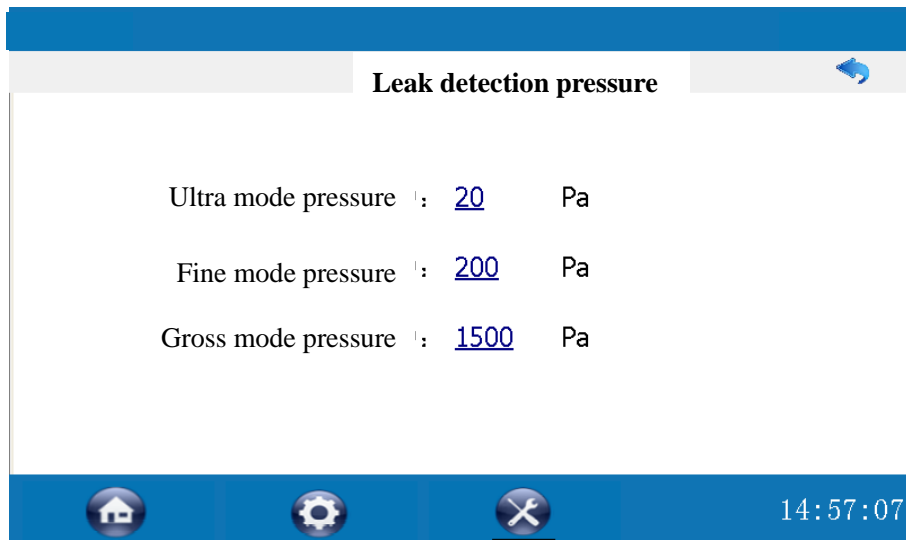 Leak detection pressure
Ultra mode pressure ： 20 Pa
Fine mode pressure ： 200 Pa
Gross mode pressure ： 1500 Pa
14:57:07